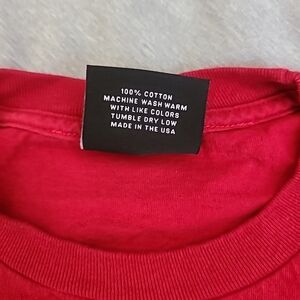 100% COTTON
MACHINE WASH WARM
WITH LIKE COLORS
TUMBLE DRY LOW
MADE IN THE USA